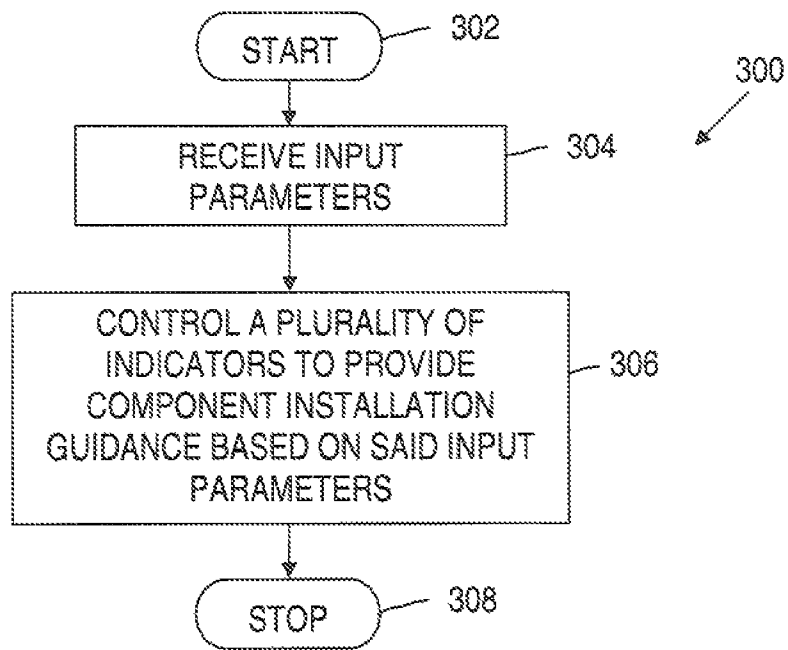 START
302
300
RECEIVE INPUT
PARAMETERS
304
CONTROL A PLURALITY OF
INDICATORS TO PROVIDE
COMPONENT INSTALLATION
GUIDANCE BASED ON SAID INPUT
PARAMETERS
306
STOP
308